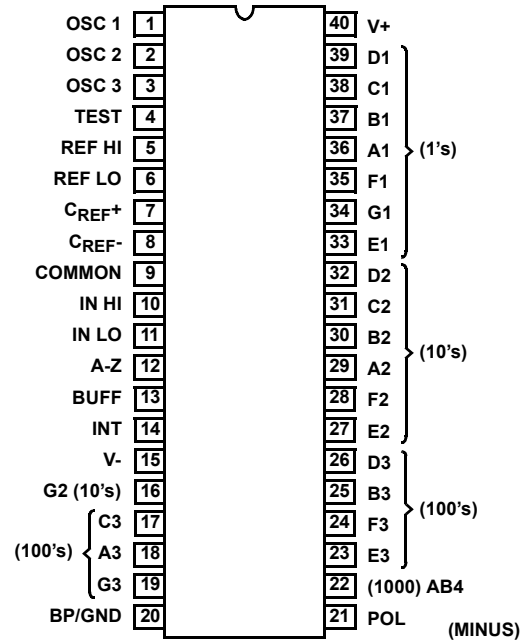 OSC 1 1
OSC 2 2
OSC 3 3
TEST 4
REF HI 5
REF LO 6
CREF+ 7
CREF- 8
COMMON 9
IN HI 10
IN LO 11
A-Z 12
BUFF 13
INT 14
V- 15
G2 (10's) 16
C3 17
(100's) A3 18
G3 19
BP/GND 20
40 V+
39 D1
38 C1
37 B1
36 A1 (1's)
35 F1
34 G1
33 E1
32 D2
31 C2
30 B2
29 A2 (10's)
28 F2
27 E2
26 D3
25 B3
24 F3 (100's)
23 E3
22 (1000) AB4
21 POL (MINUS)